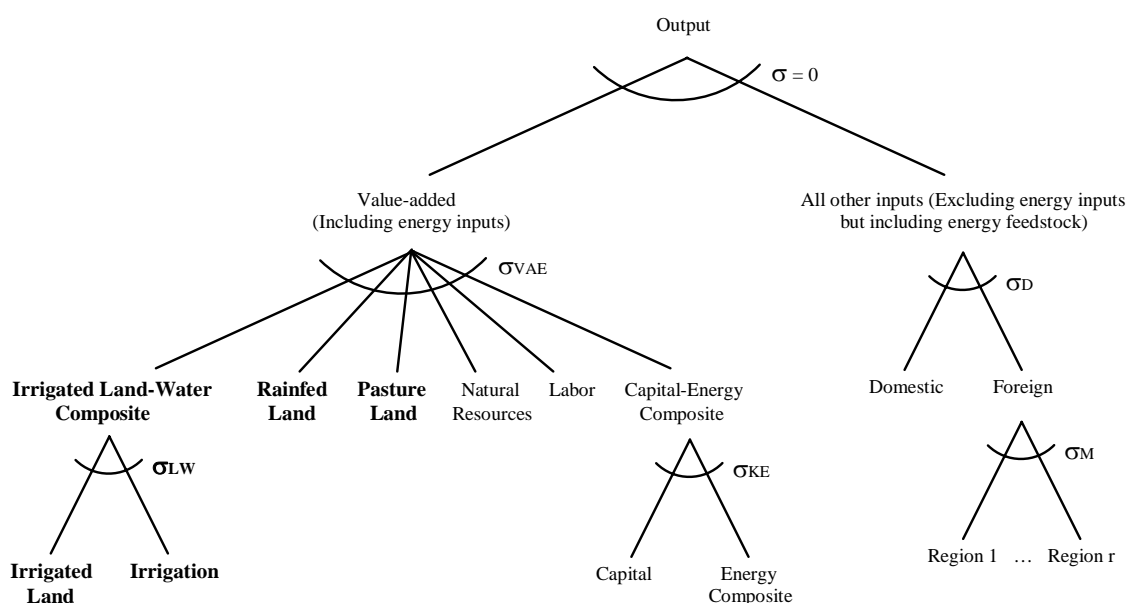 Output
σ = 0
Value-added
(Including energy inputs)
All other inputs (Excluding energy inputs
but including energy feedstock)
σVAE
σD
Irrigated Land-Water
Composite
Rainfed
Land
Pasture
Land
Natural
Resources
Labor
Capital-Energy
Composite
Domestic
Foreign
σLW
σKE
σM
Irrigated
Land
Irrigation
Capital
Energy
Composite
Region 1 … Region r